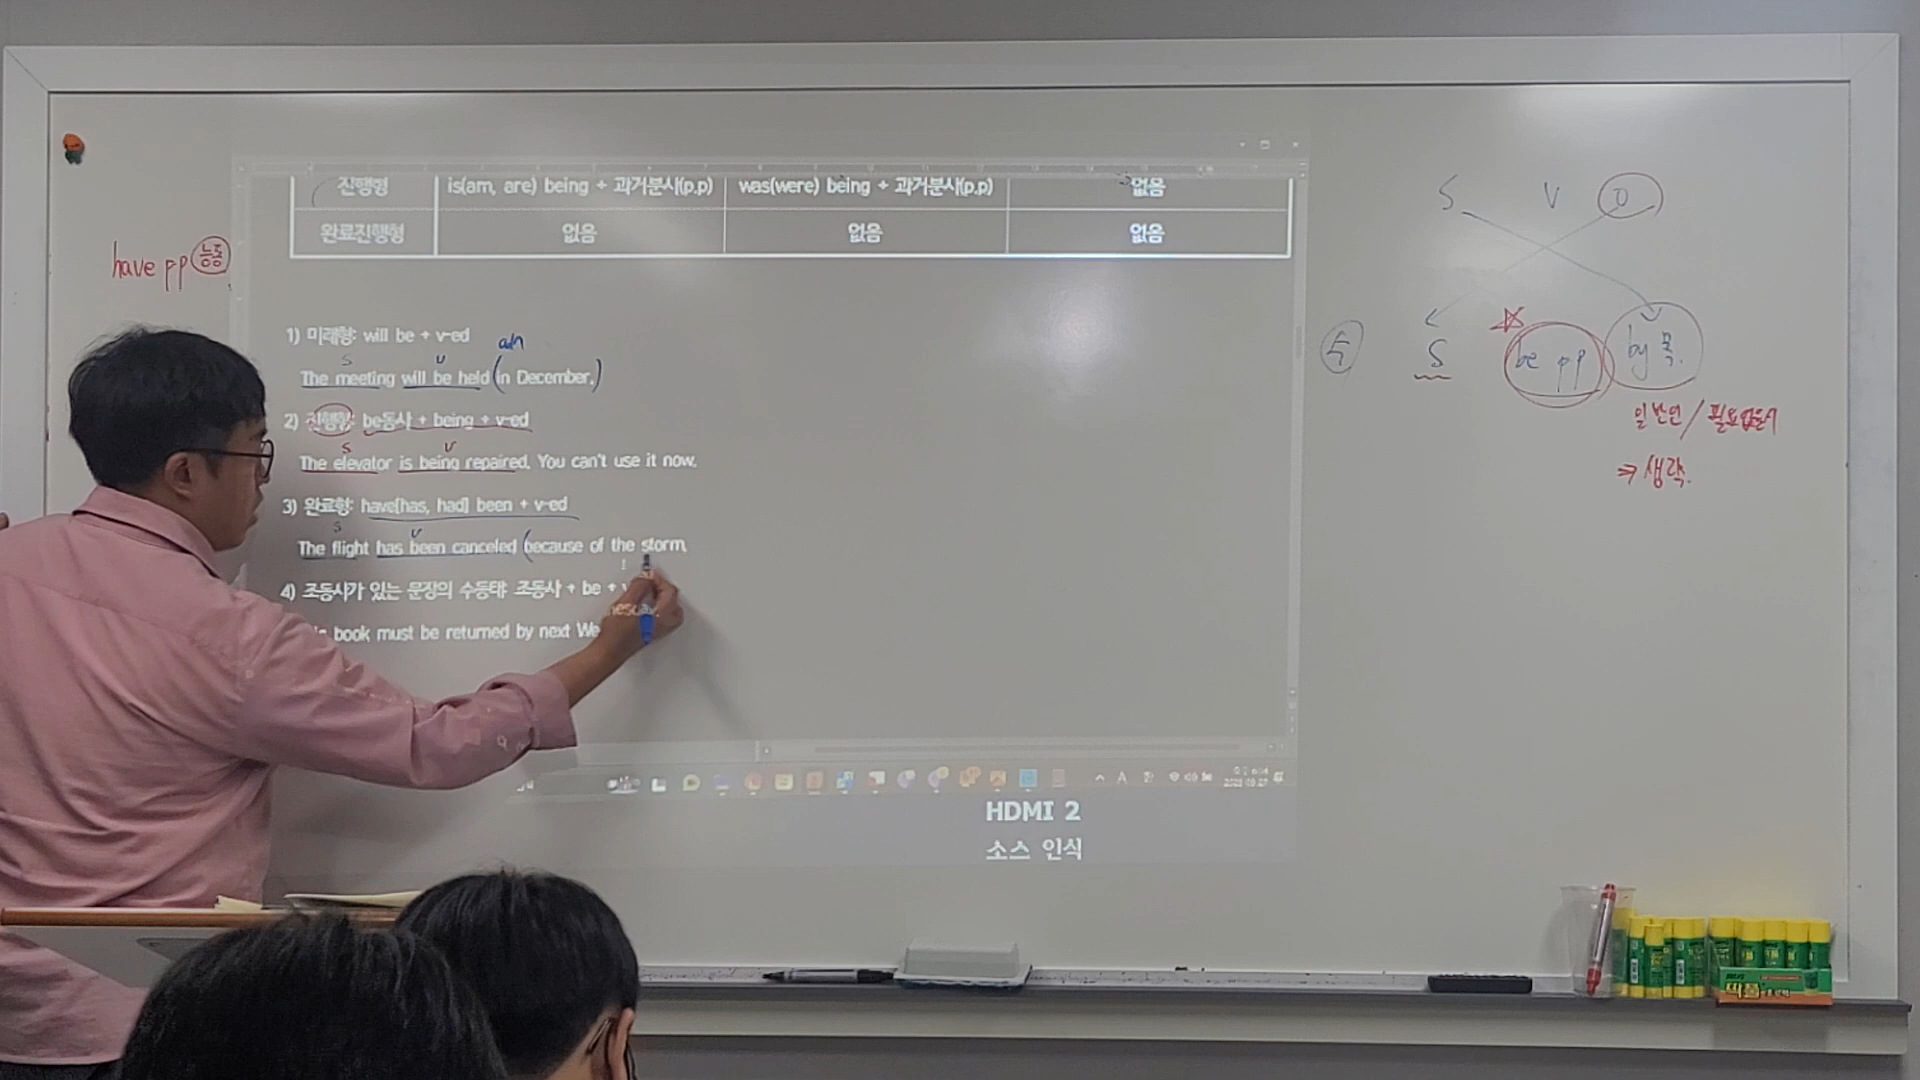 진행형 is(am, are) being + 과거분사(p.p) was(were) being + 과거분사(p.p) 없음
완료진행형 없음 없음 없음
have pp 능동
1) 미래형: will be + v-ed
S V
The meeting will be held (in December.)
2) 진행형: be동사 + being + v-ed
S V
The elevator is being repaired. You can't use it now.
3) 완료형: have[has, had] been + v-ed
S V
The flight has been canceled (because of the storm.
4) 조동사가 있는 문장의 수동태: 조동사 + be +
book must be returned by next We
HDMI 2
소스 인식
S V O
수 S be pp by 목.
일반인 / 필요없을시
⇒ 생략.